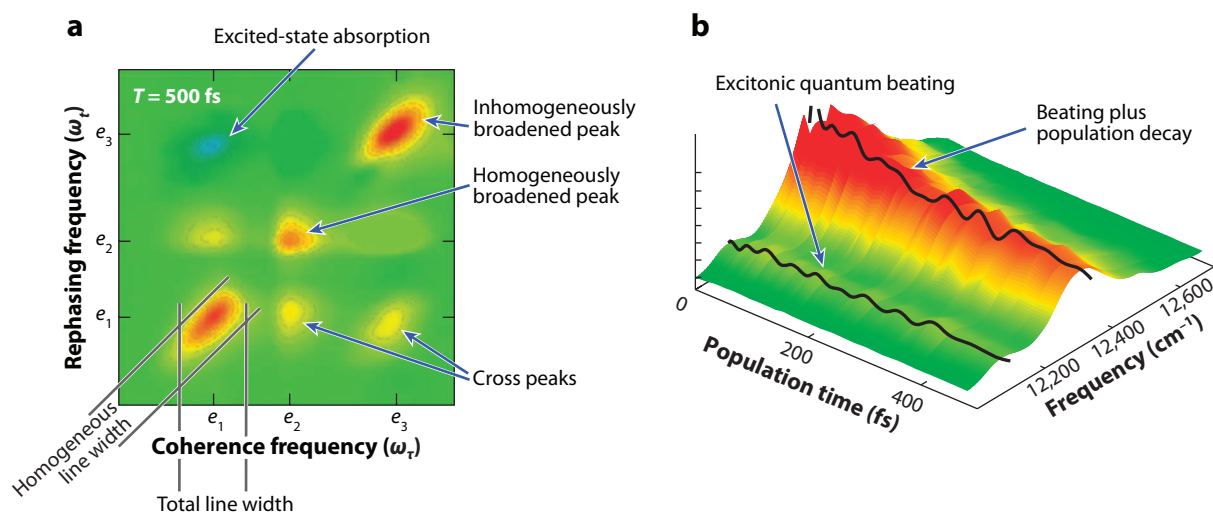 a
Excited-state absorption
T = 500 fs
Inhomogeneously
broadened peak
Homogeneously
broadened peak
Cross peaks
Rephasing frequency (ωt)
e3
e2
e1
e1
e2
e3
Coherence frequency (ωτ)
Homogeneous
line width
Total line width
b
Excitonic quantum beating
Beating plus
population decay
0
200
400
Population time (fs)
12,200
12,400
12,600
Frequency (cm⁻¹)